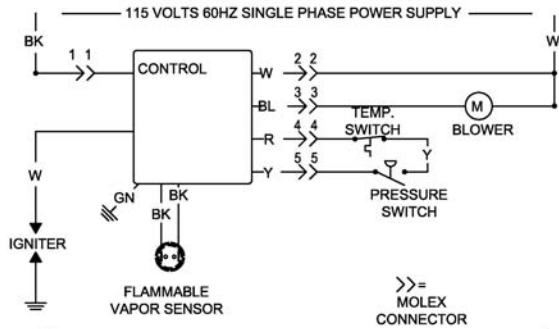 115 VOLTS 60HZ SINGLE PHASE POWER SUPPLY
BK
W
1 1
CONTROL
W
2 2
BL
3 3
M
BLOWER
TEMP.
SWITCH
R
4 4
Y
Y
5 5
PRESSURE
SWITCH
W
GN
BK
BK
IGNITER
FLAMMABLE
VAPOR SENSOR
=
MOLEX
CONNECTOR